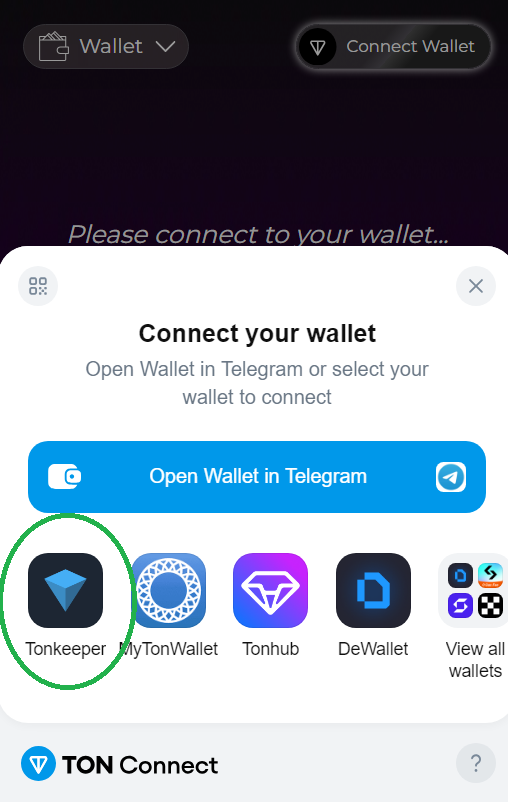 Wallet
Connect Wallet
Please connect to your wallet...
Connect your wallet
Open Wallet in Telegram or select your
wallet to connect
Open Wallet in Telegram
Tonkeeper
MyTonWallet
Tonhub
DeWallet
View all
wallets
TON Connect
?